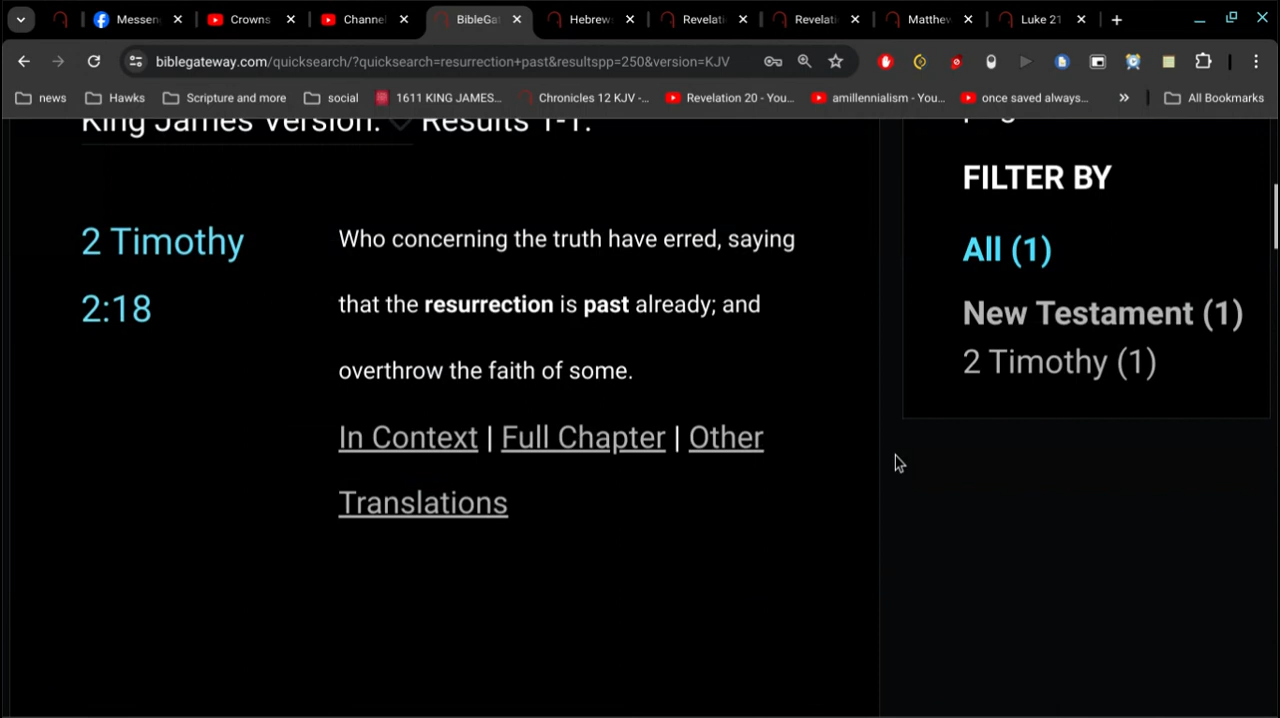 Messen
Crowns
Channel
BibleGa
Hebrew
Revelati
Revelati
Matthew
Luke 21
biblegateway.com/quicksearch/?quicksearch=resurrection+past&resultspp=250&version=KJV
news
Hawks
Scripture and more
social
1611 KING JAMES...
Chronicles 12 KJV -...
Revelation 20 - You...
amillennialism - You...
once saved always...
»
All Bookmarks
King James Version. Results 1-1.
2 Timothy
2:18
Who concerning the truth have erred, saying
that the resurrection is past already; and
overthrow the faith of some.
In Context | Full Chapter | Other
Translations
FILTER BY
All (1)
New Testament (1)
2 Timothy (1)